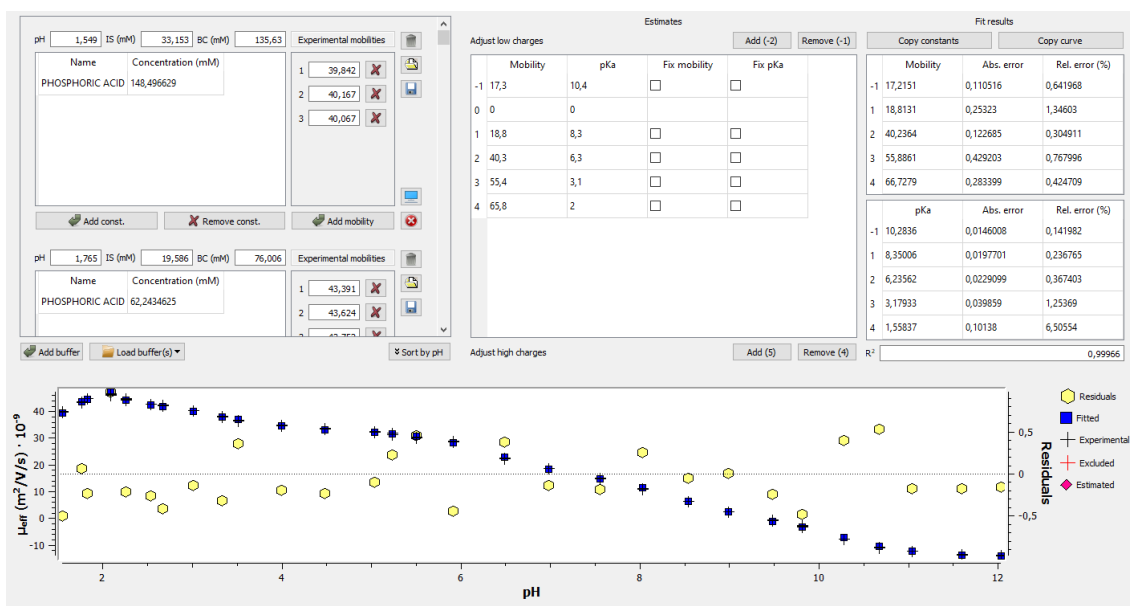 Estimates
Fit results
pH 1,549 IS (mM) 33,153 BC (mM) 135,63 Experimental mobilities
Adjust low charges Add (-2) Remove (-1)
Copy constants Copy curve
Name Concentration (mM)
PHOSPHORIC ACID 148,496629
1 39,842
2 40,167
3 40,067
Add const. Remove const. Add mobility
pH 1,765 IS (mM) 19,586 BC (mM) 76,006 Experimental mobilities
Name Concentration (mM)
PHOSPHORIC ACID 62,2434625
1 43,391
2 43,624
Add buffer Load buffer(s) Sort by pH
Mobility pKa Fix mobility Fix pKa
-1 17,3 10,4
0 0 0
1 18,8 8,3
2 40,3 6,3
3 55,4 3,1
4 65,8 2
Adjust high charges Add (5) Remove (4)
Mobility Abs. error Rel. error (%)
-1 17,2151 0,110516 0,641968
1 18,8131 0,25323 1,34603
2 40,2364 0,122685 0,304911
3 55,8861 0,429203 0,767996
4 66,7279 0,283399 0,424709
pKa Abs. error Rel. error (%)
-1 10,2836 0,0146008 0,141982
1 8,35006 0,0197701 0,236765
2 6,23562 0,0229099 0,367403
3 3,17933 0,039859 1,25369
4 1,55837 0,10138 6,50554
R² 0,99966
μeff (m²/V/s) · 10⁻⁹
40
30
20
10
0
-10
2 4 6 8 10 12
pH
0,5
0
-0,5
Residuals
Residuals
Fitted
Experimental
Excluded
Estimated